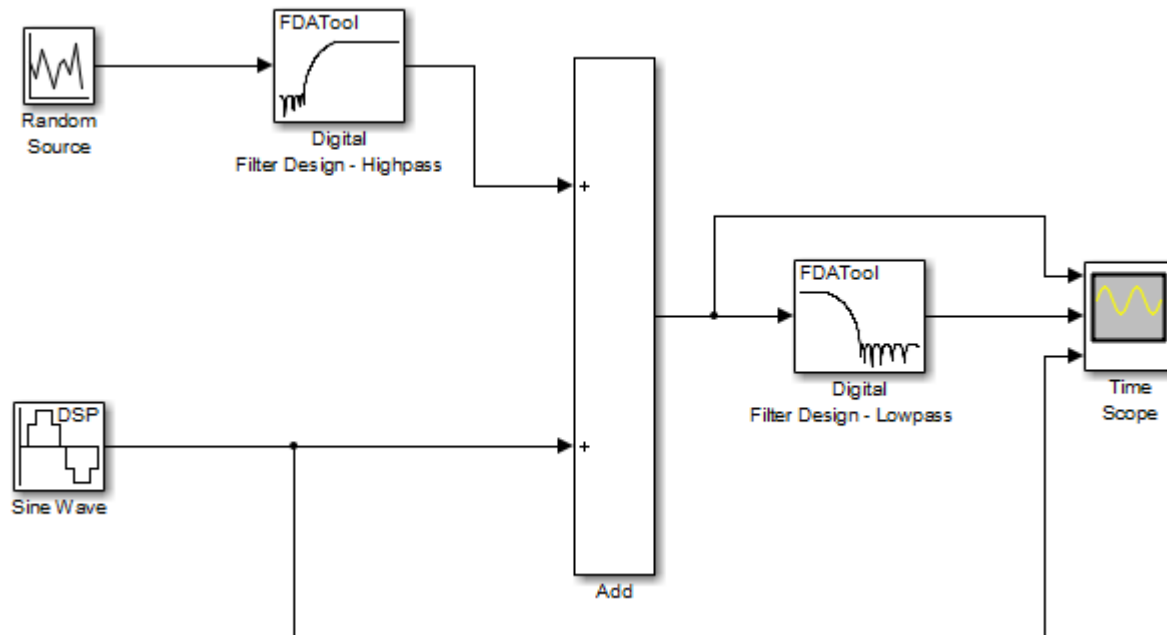 FDATool
Random
Source
Digital
Filter Design - Highpass
+
FDATool
Digital
Filter Design - Lowpass
Time
Scope
DSP
Sine Wave
+
Add